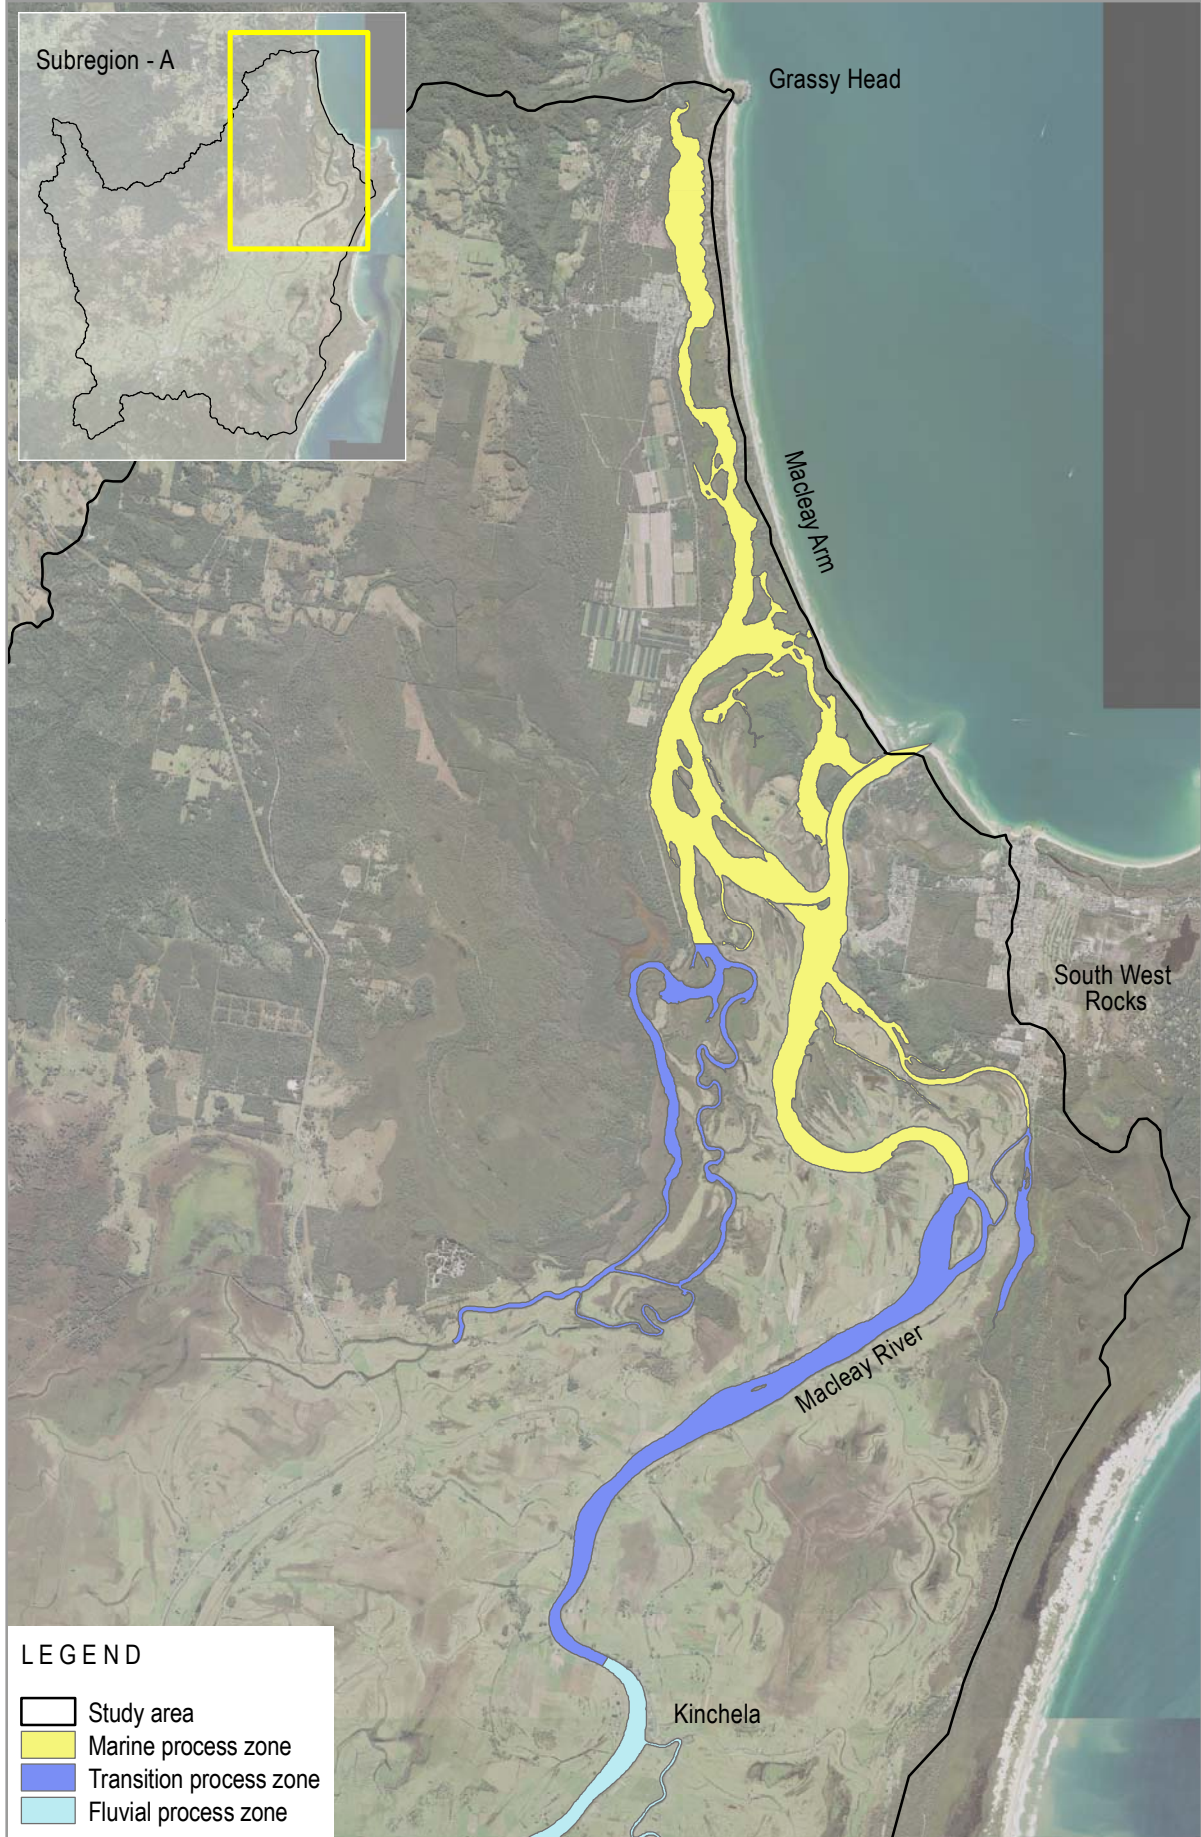 Subregion - A
Grassy Head
Macleay Arm
South West
Rocks
Macleay River
Kinchela
LEGEND
Study area
Marine process zone
Transition process zone
Fluvial process zone